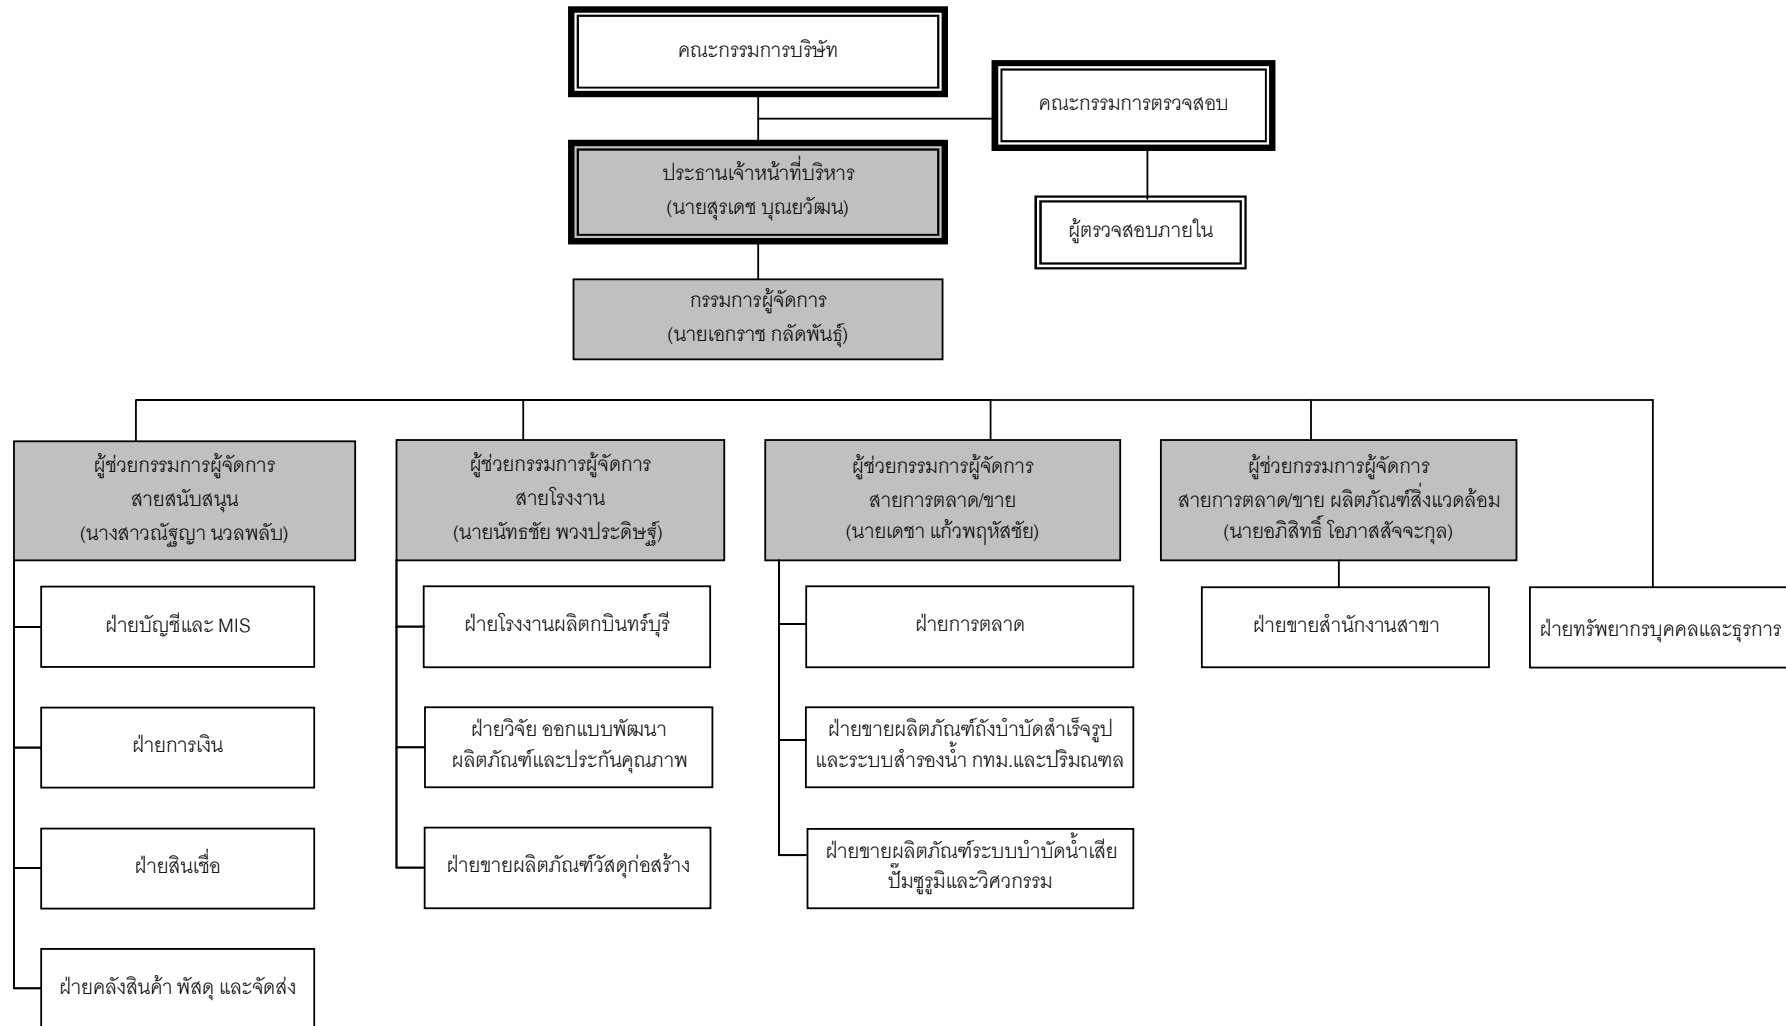 คณะกรรมการบริษัท
คณะกรรมการตรวจสอบ
ประธานเจ้าหน้าที่บริหาร
(นายสุรเดช บุณยวัฒน)
ผู้ตรวจสอบภายใน
กรรมการผู้จัดการ
(นายเอกราช กลัดพันธุ์)
ผู้ช่วยกรรมการผู้จัดการ
สายสนับสนุน
(นางสาวณัฐญา นวลพลับ)
ผู้ช่วยกรรมการผู้จัดการ
สายโรงงาน
(นายนัทธชัย พวงประดิษฐ์)
ผู้ช่วยกรรมการผู้จัดการ
สายการตลาด/ขาย
(นายเดชา แก้วพฤหัสชัย)
ผู้ช่วยกรรมการผู้จัดการ
สายการตลาด/ขาย ผลิตภัณฑ์สิ่งแวดล้อม
(นายอภิสิทธิ์ โอภาสสัจจะกุล)
ฝ่ายบัญชีและ MIS
ฝ่ายโรงงานผลิตกบินทร์บุรี
ฝ่ายการตลาด
ฝ่ายขายสำนักงานสาขา
ฝ่ายทรัพยากรบุคคลและธุรการ
ฝ่ายการเงิน
ฝ่ายวิจัย ออกแบบพัฒนา
ผลิตภัณฑ์และประกันคุณภาพ
ฝ่ายขายผลิตภัณฑ์ถังบำบัดสำเร็จรูป
และระบบสำรองน้ำ กทม.และปริมณฑล
ฝ่ายสินเชื่อ
ฝ่ายขายผลิตภัณฑ์วัสดุก่อสร้าง
ฝ่ายขายผลิตภัณฑ์ระบบบำบัดน้ำเสีย
ปั๊มซูรูมิและวิศวกรรม
ฝ่ายคลังสินค้า พัสดุ และจัดส่ง